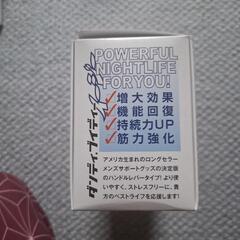 POWERFUL
NIGHTLIFE
FOR YOU!
増大効果
機能回復
持続力UP
筋力強化
アメリカ生まれのロングセラー
メンズサポートグッズの決定版
のハンドルレバータイプ！より使
いやすく、ストレスフリーに、貴
方のベストライフを応援します！